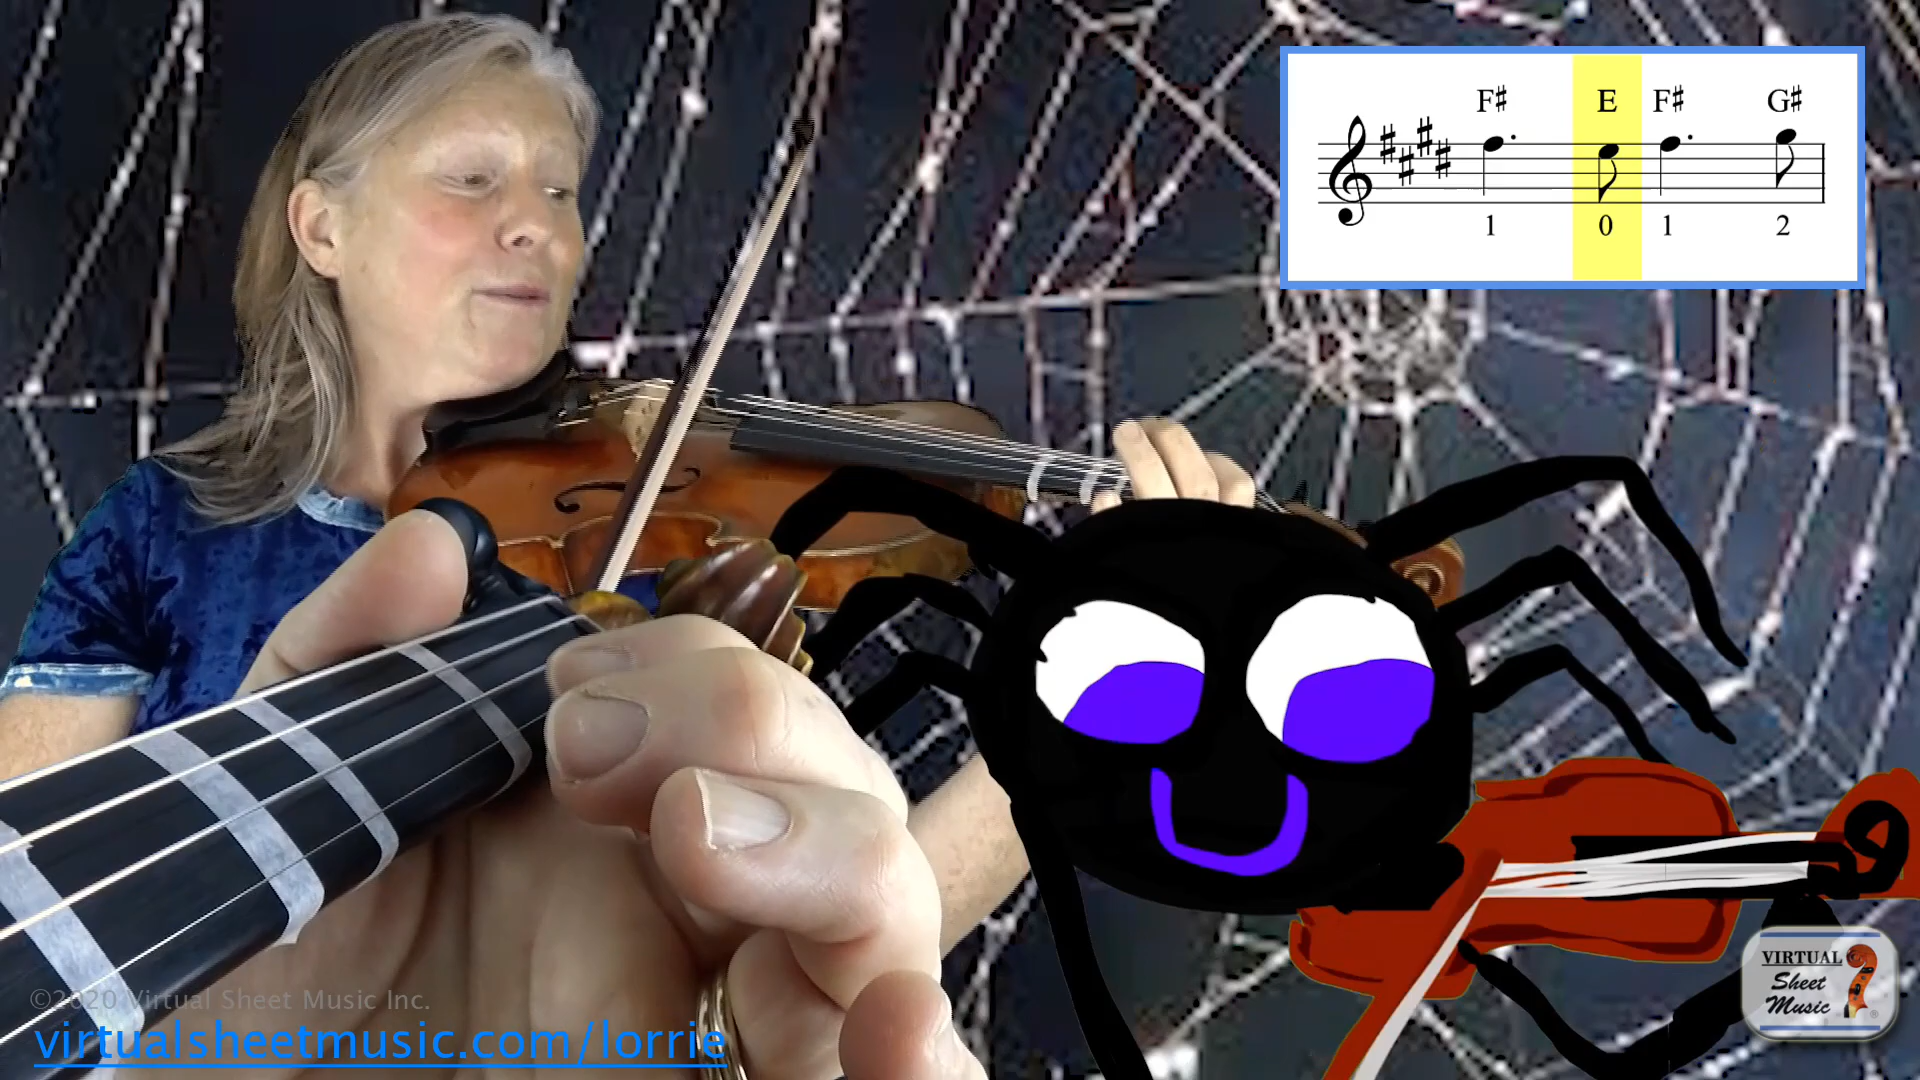 F♯ E F♯ G♯
1 0 1 2
©2020 Virtual Sheet Music Inc.
virtualsheetmusic.com/lorrie
VIRTUAL
Sheet
Music
®